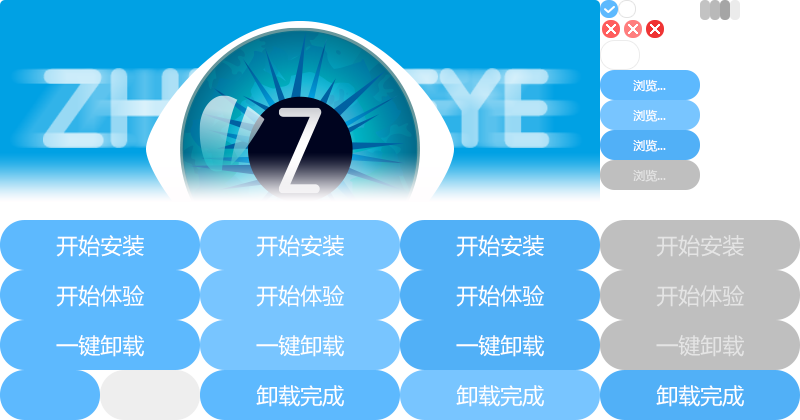 Z
EYE
浏览...
浏览...
浏览...
浏览...
开始安装 开始安装 开始安装 开始安装
开始体验 开始体验 开始体验 开始体验
一键卸载 一键卸载 一键卸载 一键卸载
卸载完成 卸载完成 卸载完成